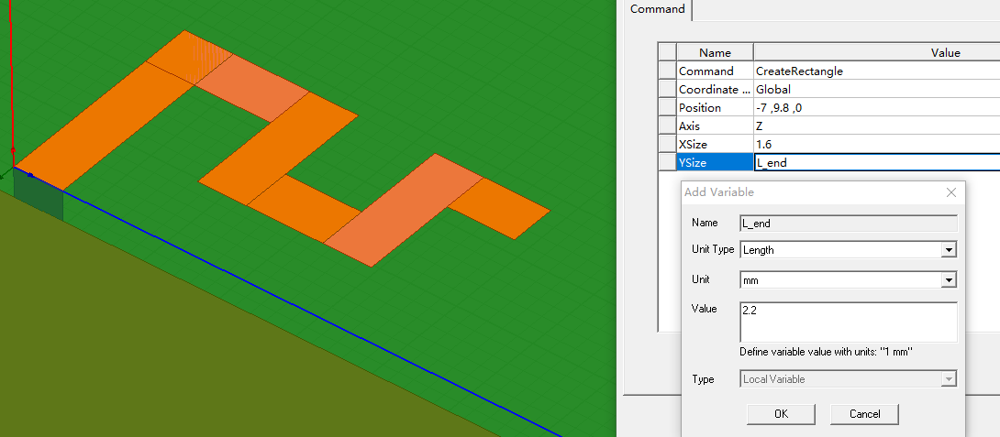 Command
Name Value
Command CreateRectangle
Coordinate ... Global
Position -7 ,9.8 ,0
Axis Z
XSize 1.6
YSize L_end
Add Variable
Name L_end
Unit Type Length
Unit mm
Value 2.2
Define variable value with units: "1 mm"
Type Local Variable
OK Cancel